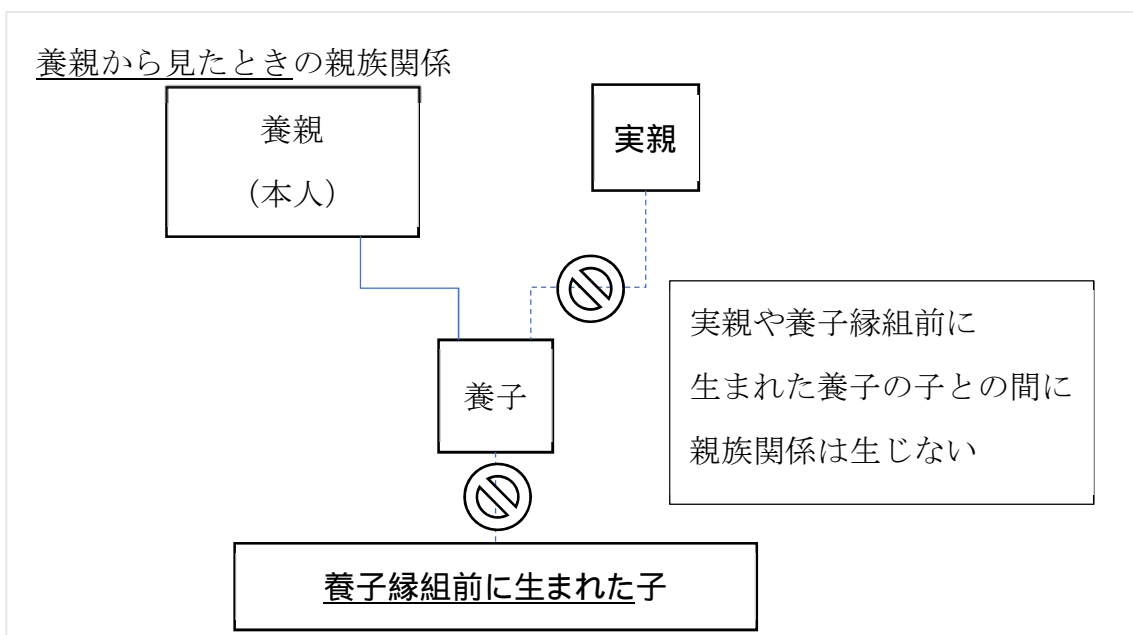 養親から見たときの親族関係
養親
（本人）
実親
実親や養子縁組前に
生まれた養子の子との間に
親族関係は生じない
養子
養子縁組前に生まれた子